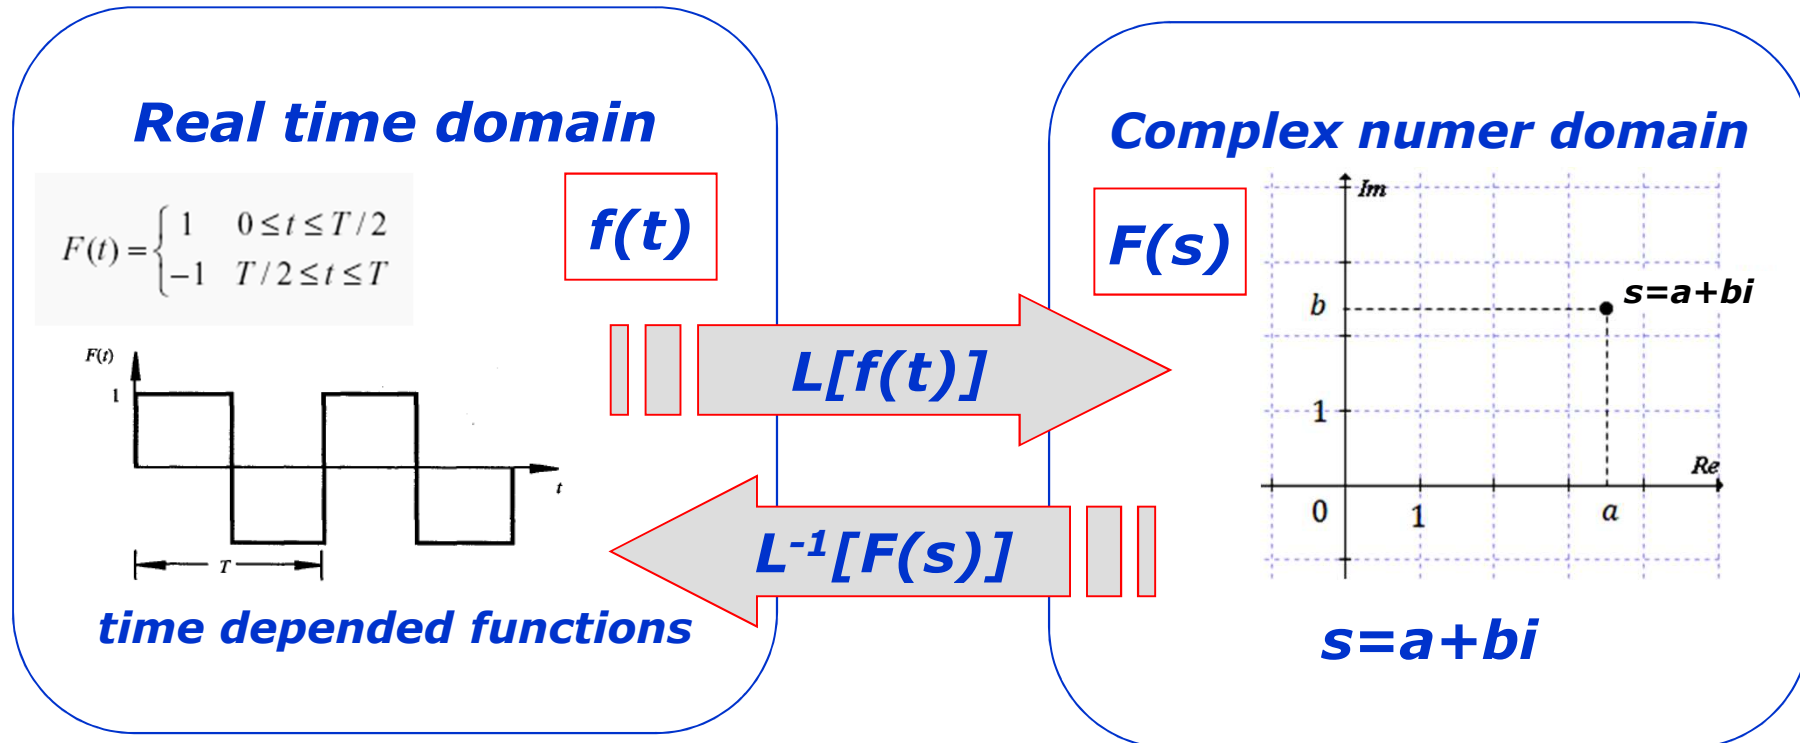 Real time domain
F(t) = { 1 0 ≤ t ≤ T / 2
−1 T / 2 ≤ t ≤ T
f(t)
F(t)
1
t
T
time depended functions
L[f(t)]
L⁻¹[F(s)]
Complex numer domain
F(s)
Im
s=a+bi
b
1
Re
0
1
a
s=a+bi